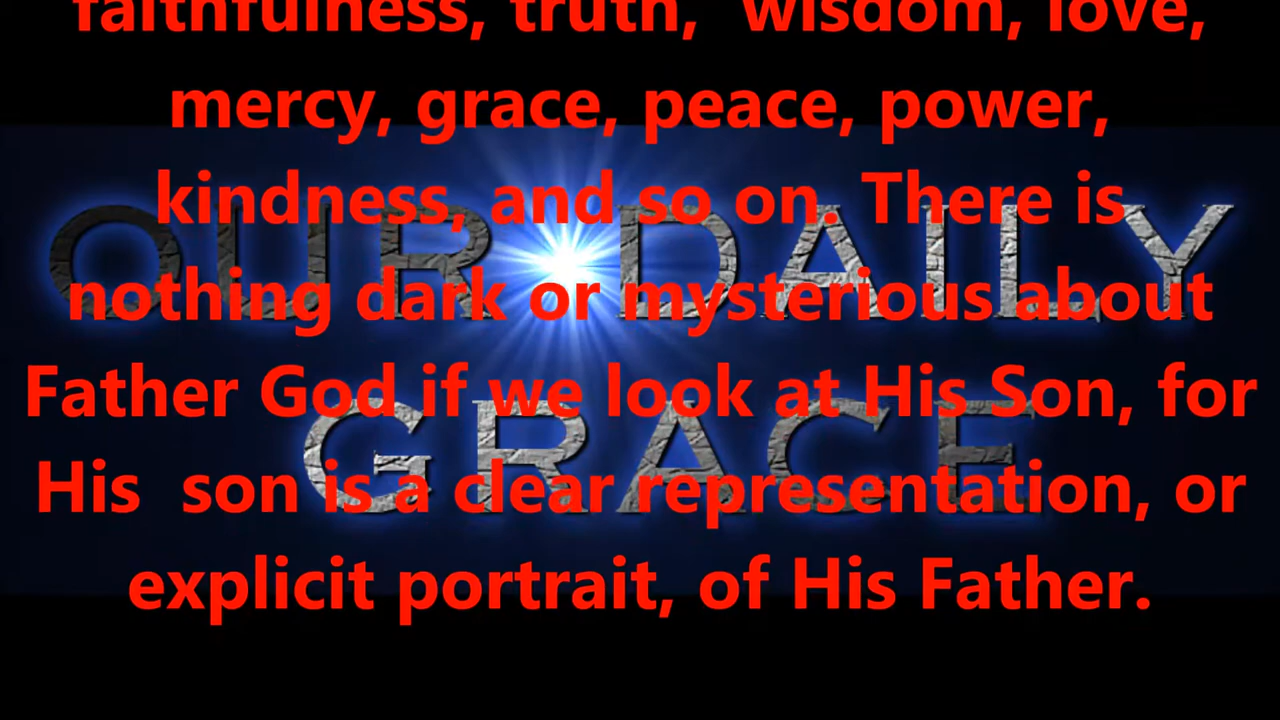 faithfulness, truth,  wisdom, love,
mercy, grace, peace, power,
kindness, and so on. There is
nothing dark or mysterious about
Father God if we look at His Son, for
His  son is a clear representation, or
explicit portrait, of His Father.
OUR DAILY
GRACE